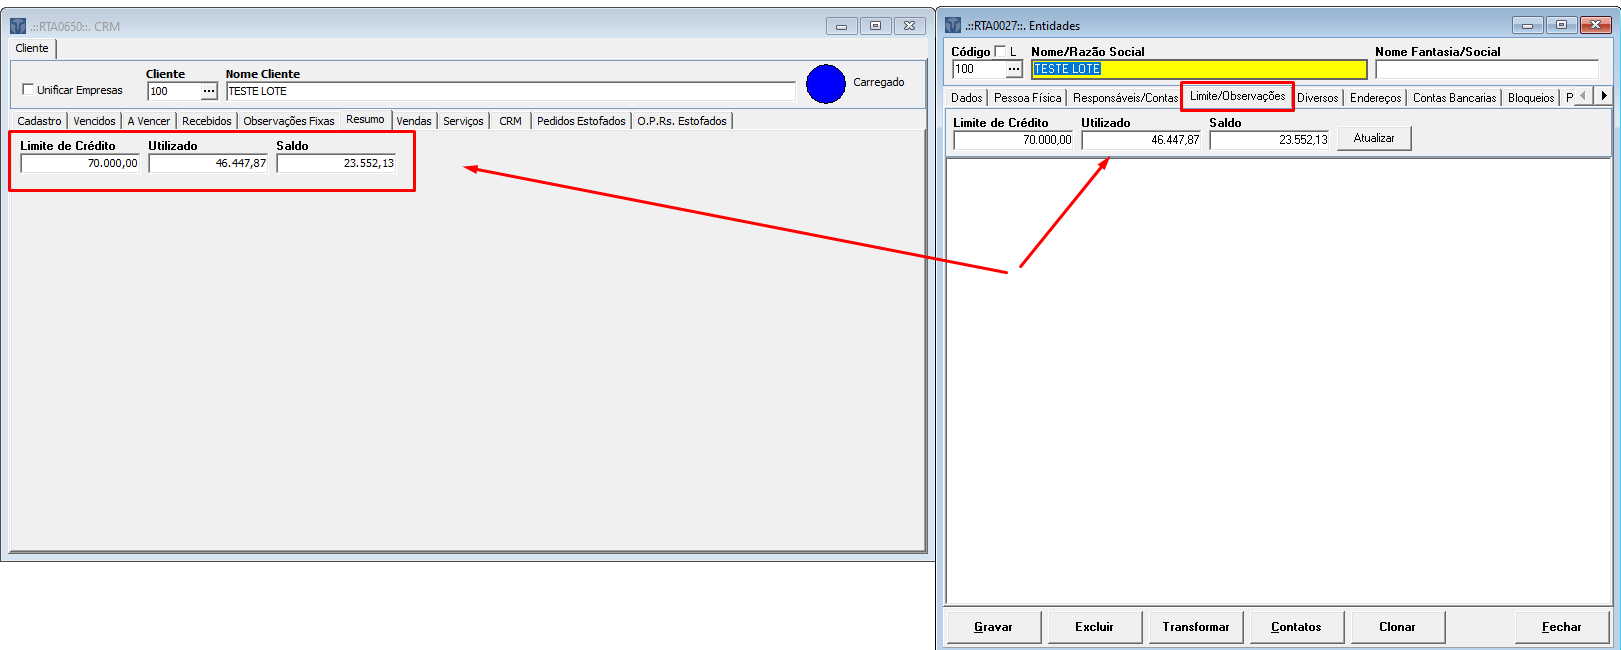 .::RTA0650::. CRM
Cliente
Unificar Empresas
Cliente
100
...
Nome Cliente
TESTE LOTE
Carregado
Cadastro Vencidos A Vencer Recebidos Observações Fixas Resumo Vendas Serviços CRM Pedidos Estofados O.P.Rs. Estofados
Limite de Crédito Utilizado Saldo
70.000,00 46.447,87 23.552,13
.::RTA0027::. Entidades
Código L Nome/Razão Social Nome Fantasia/Social
100 ... TESTE LOTE
Dados Pessoa Física Responsáveis/Contas Limite/Observações Diversos Endereços Contas Bancarias Bloqueios P
Limite de Crédito Utilizado Saldo
70.000,00 46.447,87 23.552,13 Atualizar
Gravar Excluir Transformar Contatos Clonar Fechar